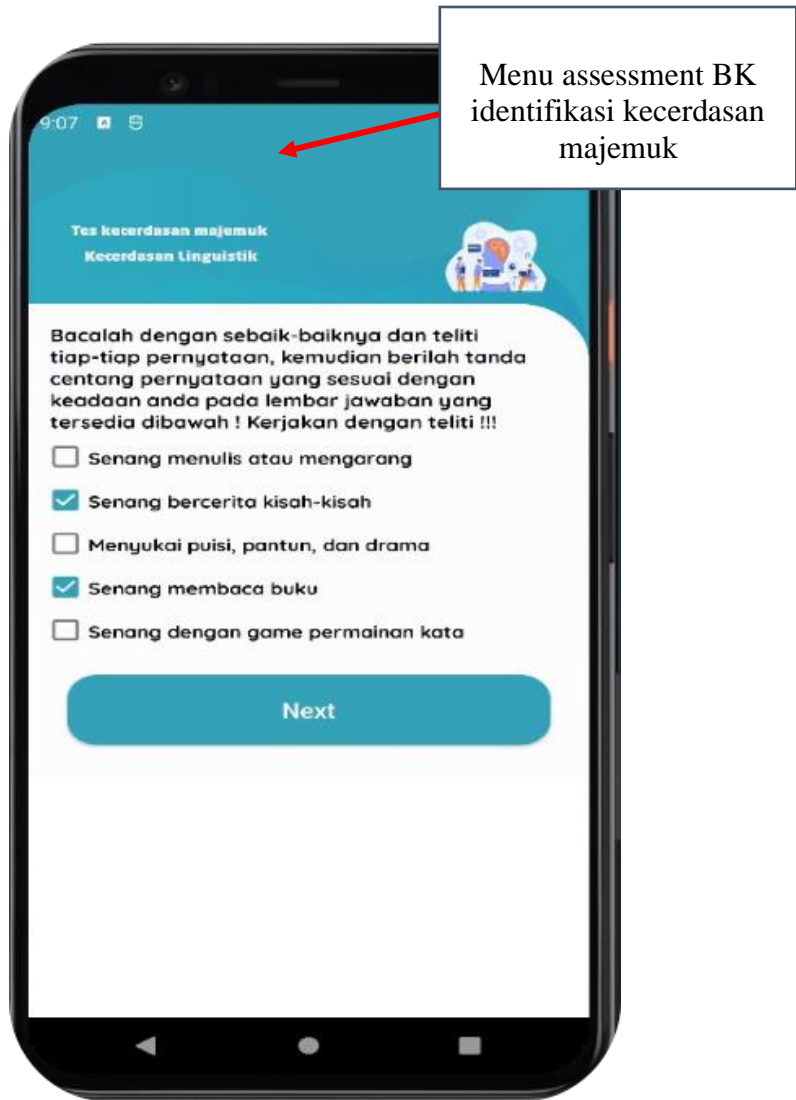 Menu assessment BK
identifikasi kecerdasan
majemuk
9:07
Tes kecerdasan majemuk
Kecerdasan Linguistik
Bacalah dengan sebaik-baiknya dan teliti
tiap-tiap pernyataan, kemudian berilah tanda
centang pernyataan yang sesuai dengan
keadaan anda pada lembar jawaban yang
tersedia dibawah ! Kerjakan dengan teliti !!!
Senang menulis atau mengarang
Senang bercerita kisah-kisah
Menyukai puisi, pantun, dan drama
Senang membaca buku
Senang dengan game permainan kata
Next